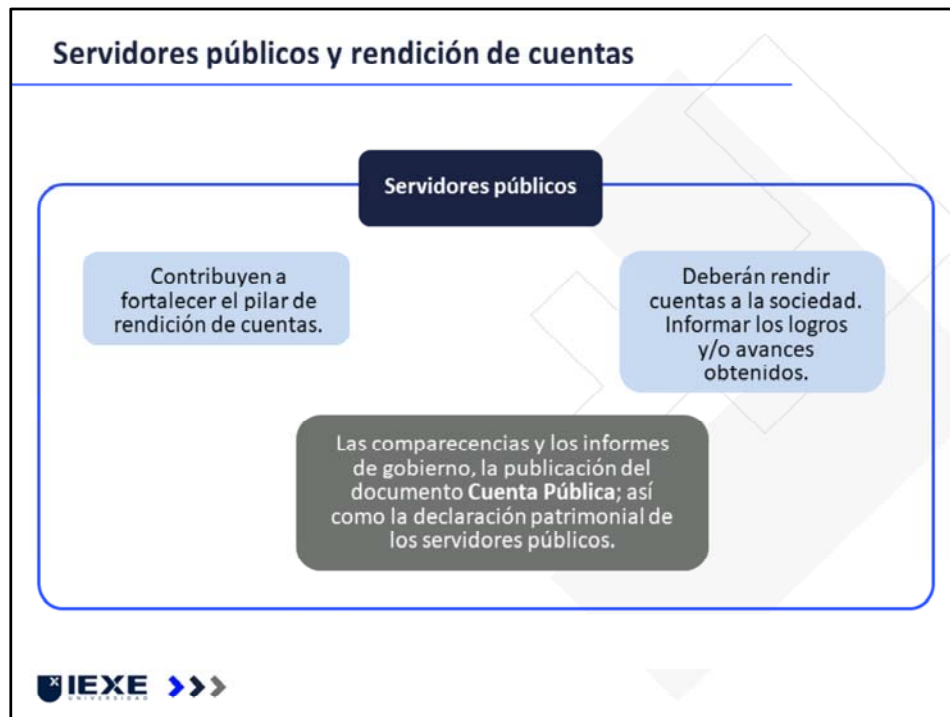 Servidores públicos y rendición de cuentas
Servidores públicos
Contribuyen a
fortalecer el pilar de
rendición de cuentas.
Deberán rendir
cuentas a la sociedad.
Informar los logros
y/o avances
obtenidos.
Las comparecencias y los informes
de gobierno, la publicación del
documento Cuenta Pública; así
como la declaración patrimonial de
los servidores públicos.
IEXE
UNIVERSIDAD